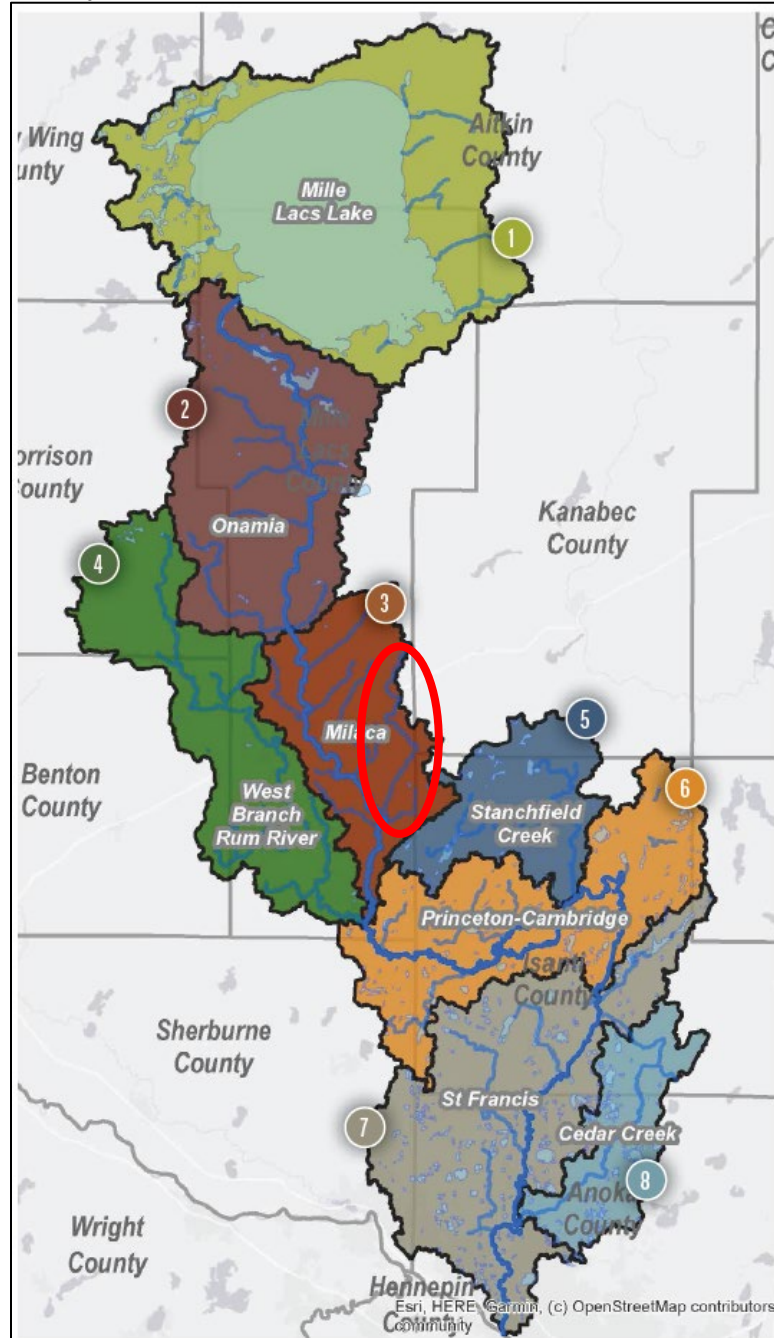 Aitkin
County
Wing
Mille
Lacs Lake
1
2
Lacs
Onamia
County
Kanabec
County
4
3
Milaca
5
Benton
County
West
Branch
Rum River
Stanchfield
Creek
6
Princeton-Cambridge
Isanti
County
Sherburne
County
St Francis
7
Cedar Creek
8
Anoka
County
Wright
County
Hennepin
County
Esri, HERE, Garmin, (c) OpenStreetMap contributors
community